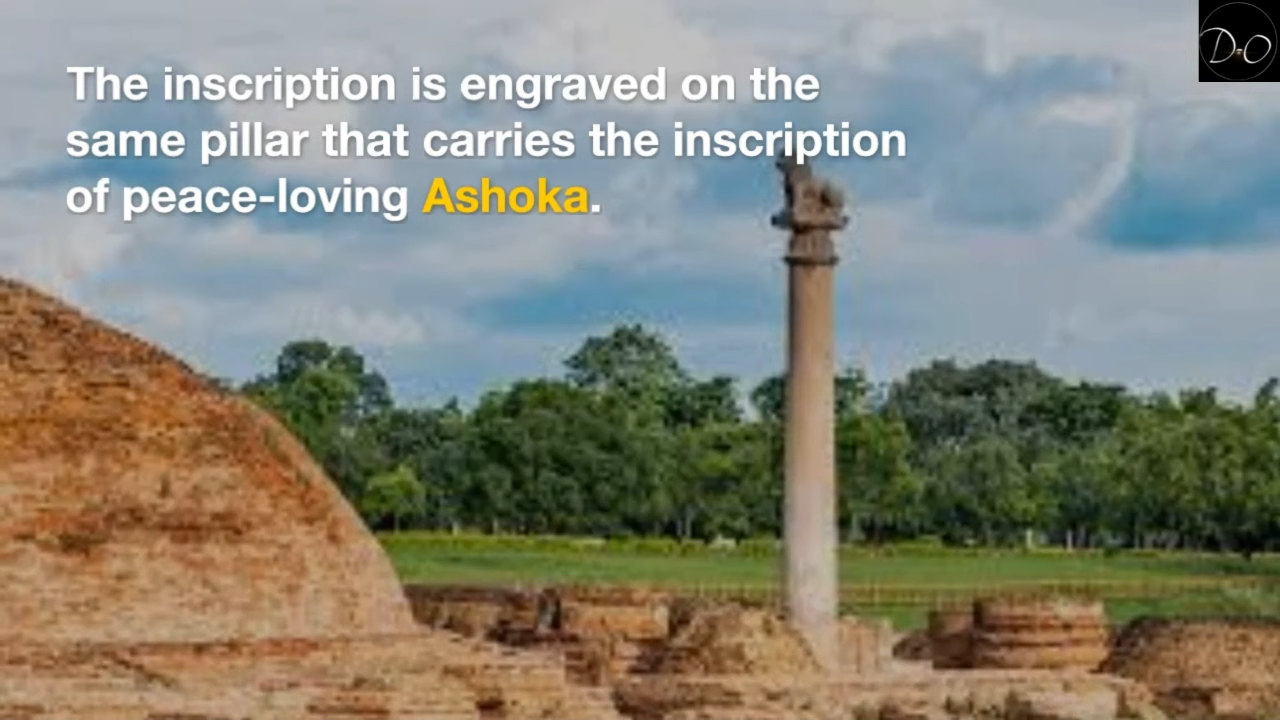 The inscription is engraved on the
same pillar that carries the inscription
of peace-loving Ashoka.
D O